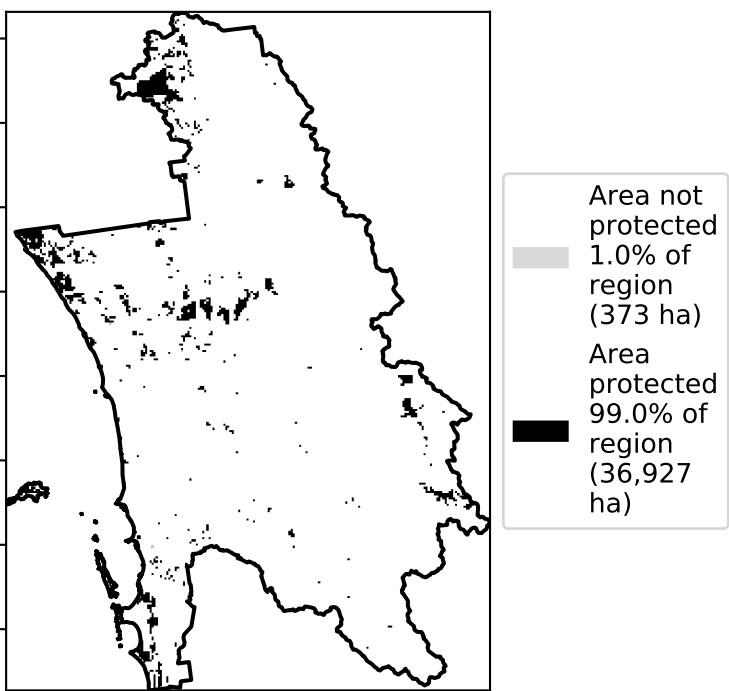 Area not
protected
1.0% of
region
(373 ha)
Area
protected
99.0% of
region
(36,927
ha)